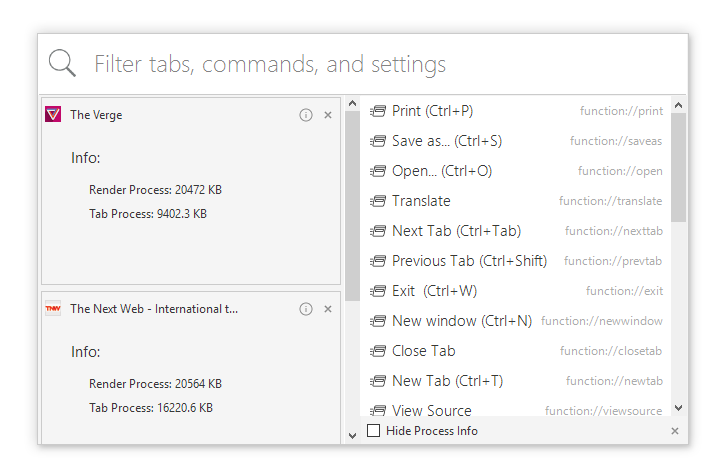 Filter tabs, commands, and settings
The Verge
Info:
Render Process: 20472 KB
Tab Process: 9402.3 KB
TNW The Next Web - International t...
Info:
Render Process: 20564 KB
Tab Process: 16220.6 KB
Print (Ctrl+P) function://print
Save as... (Ctrl+S) function://saveas
Open... (Ctrl+O) function://open
Translate function://translate
Next Tab (Ctrl+Tab) function://nexttab
Previous Tab (Ctrl+Shift) function://prevtab
Exit (Ctrl+W) function://exit
New window (Ctrl+N) function://newwindow
Close Tab function://closetab
New Tab (Ctrl+T) function://newtab
View Source function://viewsource
Hide Process Info